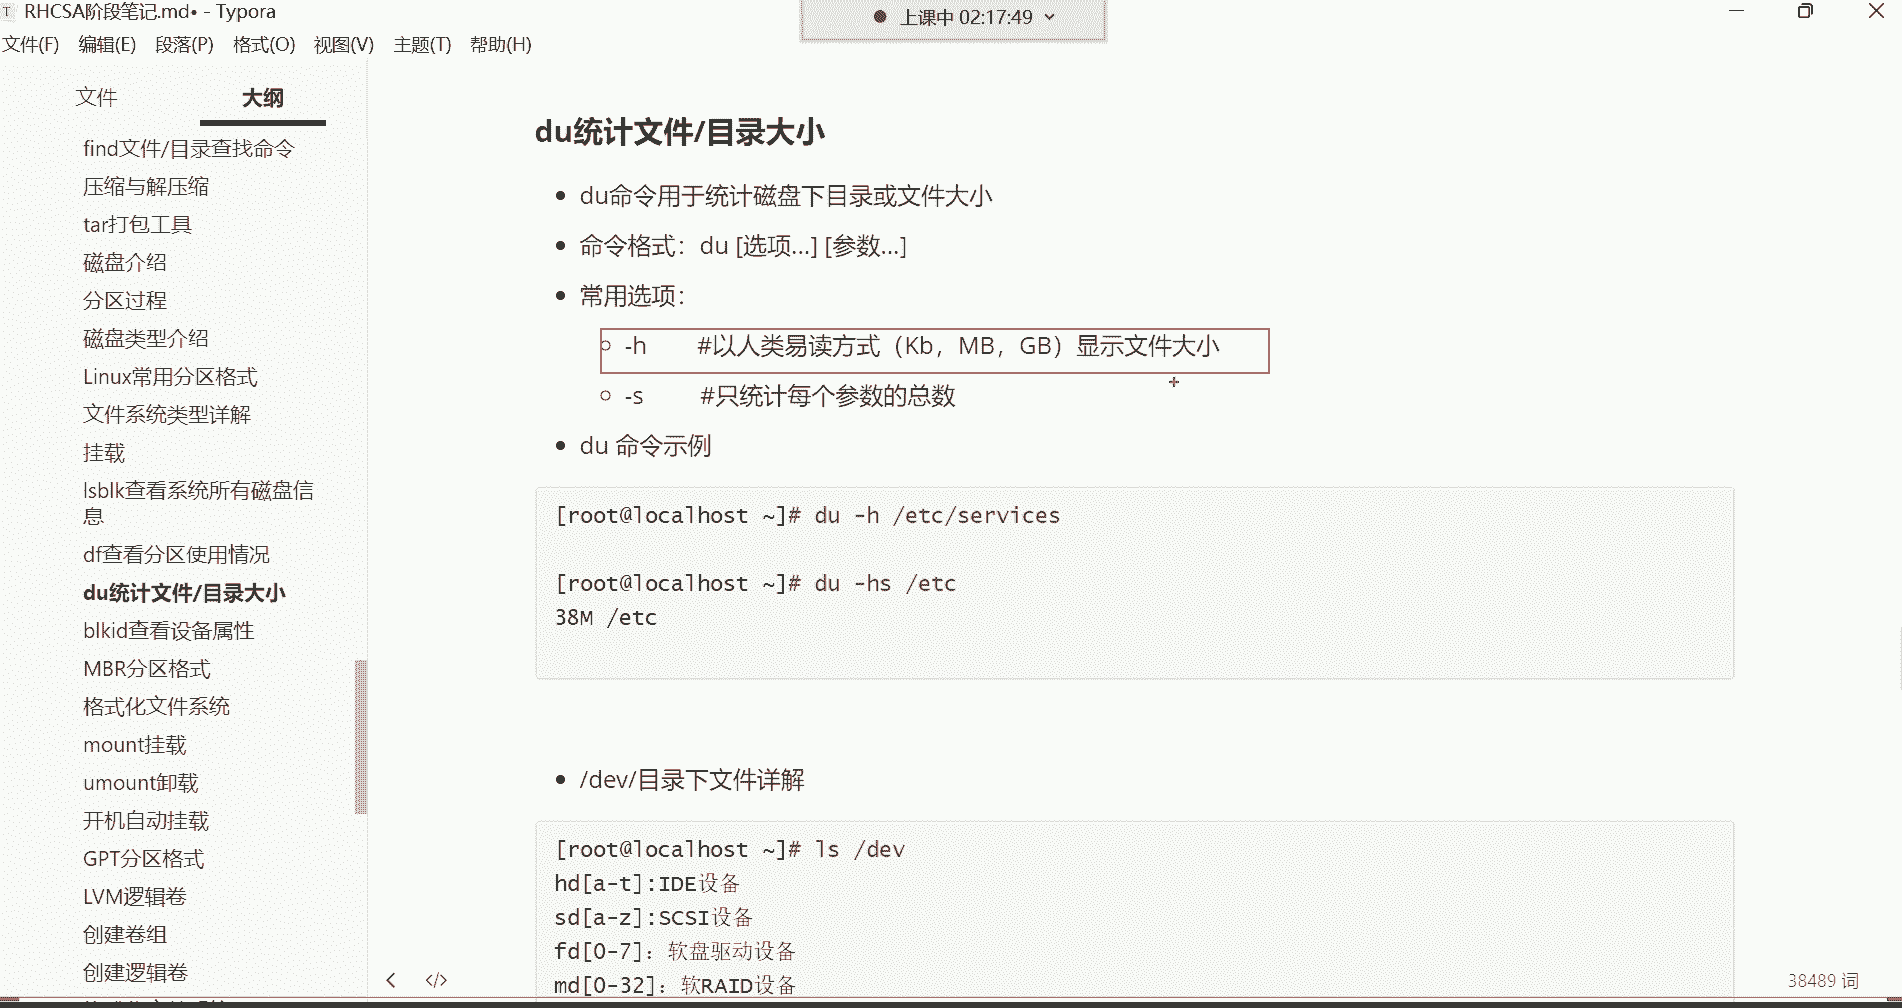 RHCSA阶段笔记.md• - Typora
上课中 02:17:49
文件(F) 编辑(E) 段落(P) 格式(O) 视图(V) 主题(T) 帮助(H)
文件 大纲
find文件/目录查找命令
压缩与解压缩
tar打包工具
磁盘介绍
分区过程
磁盘类型介绍
Linux常用分区格式
文件系统类型详解
挂载
lsblk查看系统所有磁盘信
息
df查看分区使用情况
du统计文件/目录大小
blkid查看设备属性
MBR分区格式
格式化文件系统
mount挂载
umount卸载
开机自动挂载
GPT分区格式
LVM逻辑卷
创建卷组
创建逻辑卷
du统计文件/目录大小
du命令用于统计磁盘下目录或文件大小
命令格式：du [选项...] [参数...]
常用选项：
-h #以人类易读方式（Kb，MB，GB）显示文件大小
-s #只统计每个参数的总数
du 命令示例
[root@localhost ~]# du -h /etc/services
[root@localhost ~]# du -hs /etc
38M /etc
/dev/目录下文件详解
[root@localhost ~]# ls /dev
hd[a-t]:IDE设备
sd[a-z]:SCSI设备
fd[0-7]：软盘驱动设备
md[0-32]：软RAID设备
38489 词